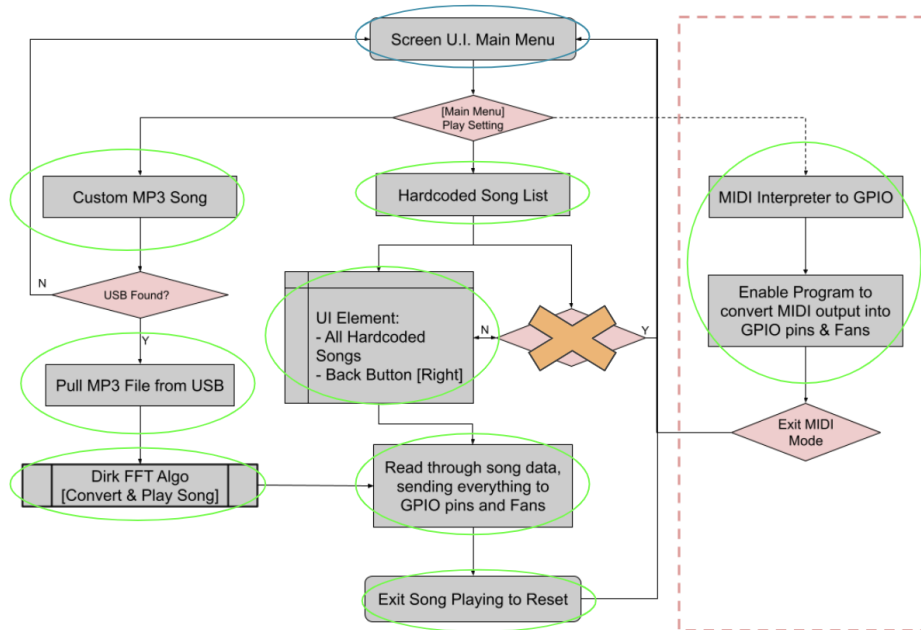 Screen U.I. Main Menu
[Main Menu]
Play Setting
Custom MP3 Song
Hardcoded Song List
MIDI Interpreter to GPIO
N
USB Found?
Y
UI Element:
- All Hardcoded
Songs
- Back Button [Right]
N
Y
Enable Program to
convert MIDI output into
GPIO pins & Fans
Pull MP3 File from USB
Exit MIDI
Mode
Dirk FFT Algo
[Convert & Play Song]
Read through song data,
sending everything to
GPIO pins and Fans
Exit Song Playing to Reset